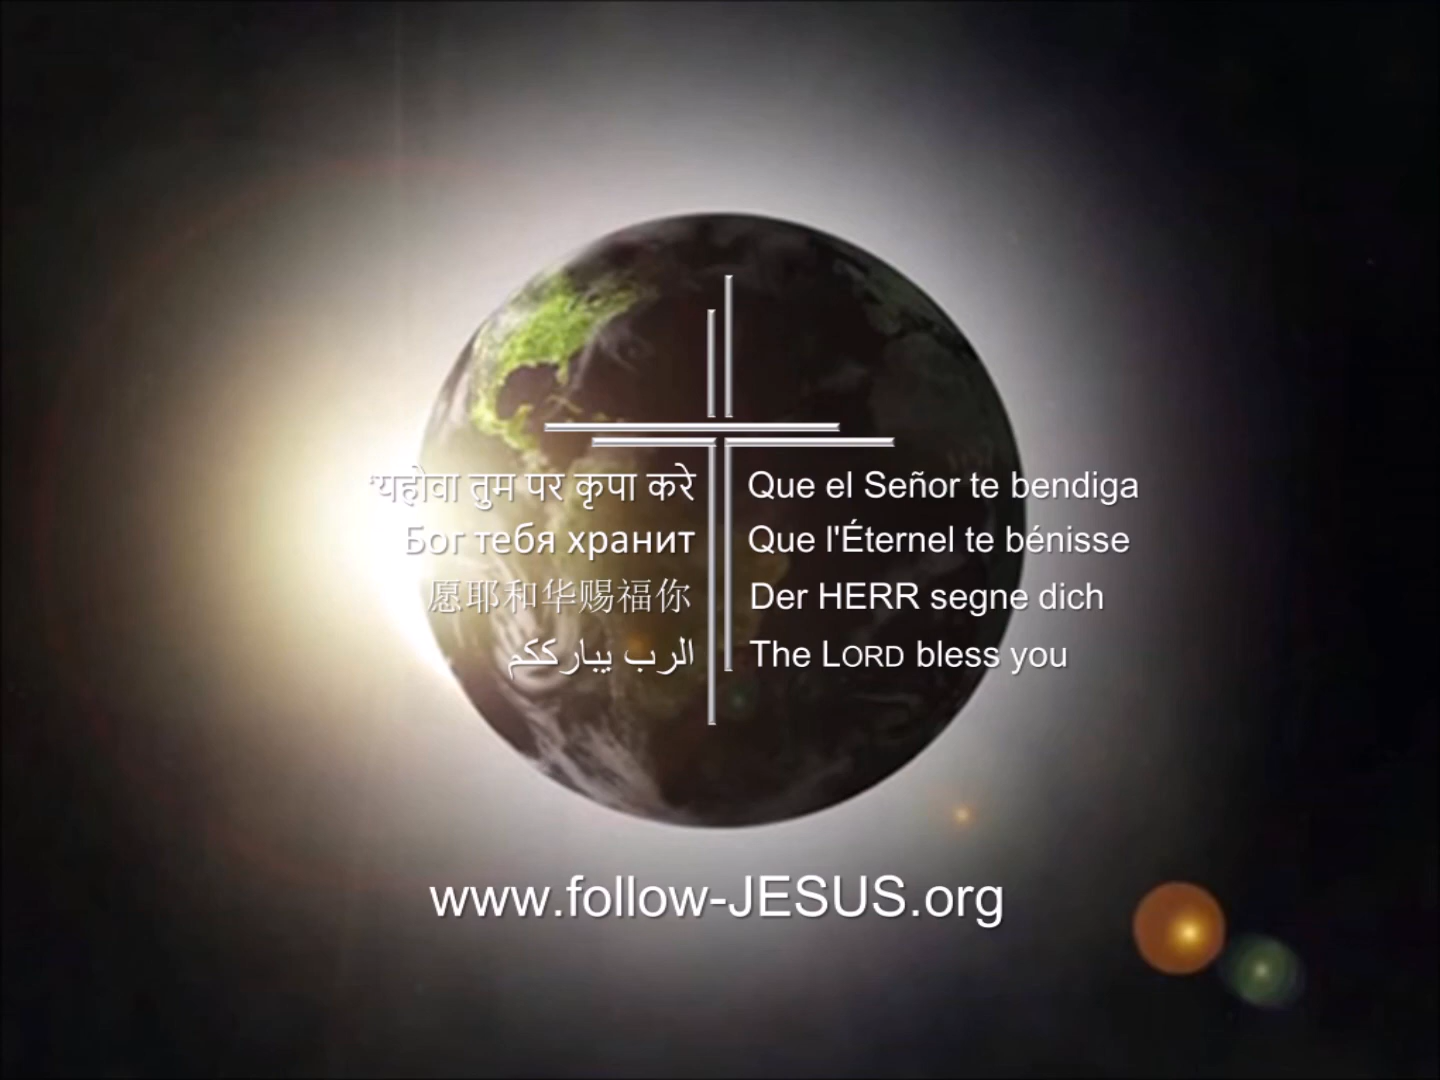 'यहोवा तुम पर कृपा करे
Que el Señor te bendiga
Бог тебя хранит
Que l'Éternel te bénisse
愿耶和华赐福你
Der HERR segne dich
الرب يبارككم
The LORD bless you
www.follow-JESUS.org